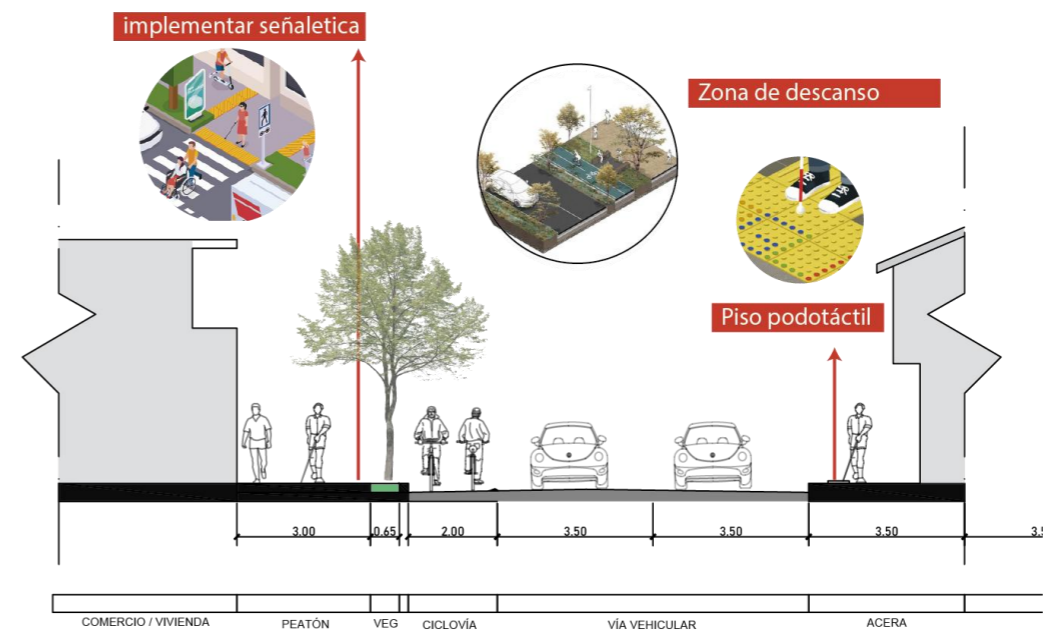 implementar señaletica
Zona de descanso
Piso podotáctil
3.00
0.65
2.00
3.50
3.50
3.50
COMERCIO / VIVIENDA
PEATÓN
VEG
CICLOVÍA
VÍA VEHICULAR
ACERA